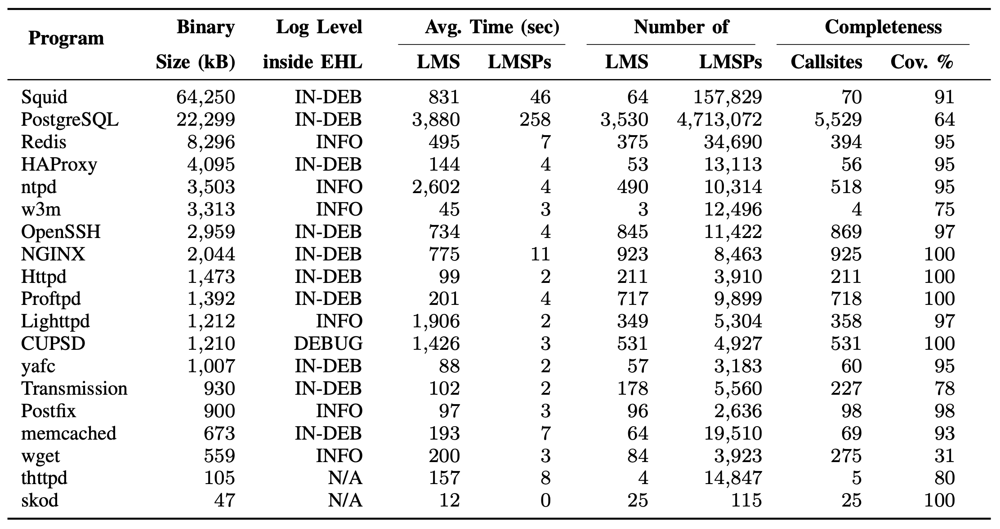 Program Binary Size (kB) Log Level inside EHL Avg. Time (sec) Number of Completeness
LMS LMSPs LMS LMSPs Callsites Cov. %
Squid 64,250 IN-DEB 831 46 64 157,829 70 91
PostgreSQL 22,299 IN-DEB 3,880 258 3,530 4,713,072 5,529 64
Redis 8,296 INFO 495 7 375 34,690 394 95
HAProxy 4,095 IN-DEB 144 4 53 13,113 56 95
ntpd 3,503 INFO 2,602 4 490 10,314 518 95
w3m 3,313 INFO 45 3 3 12,496 4 75
OpenSSH 2,959 IN-DEB 734 4 845 11,422 869 97
NGINX 2,044 IN-DEB 775 11 923 8,463 925 100
Httpd 1,473 IN-DEB 99 2 211 3,910 211 100
Proftpd 1,392 IN-DEB 201 4 717 9,899 718 100
Lighttpd 1,212 INFO 1,906 2 349 5,304 358 97
CUPSD 1,210 DEBUG 1,426 3 531 4,927 531 100
yafc 1,007 IN-DEB 88 2 57 3,183 60 95
Transmission 930 IN-DEB 102 2 178 5,560 227 78
Postfix 900 INFO 97 3 96 2,636 98 98
memcached 673 IN-DEB 193 7 64 19,510 69 93
wget 559 INFO 200 3 84 3,923 275 31
thttpd 105 N/A 157 8 4 14,847 5 80
skod 47 N/A 12 0 25 115 25 100